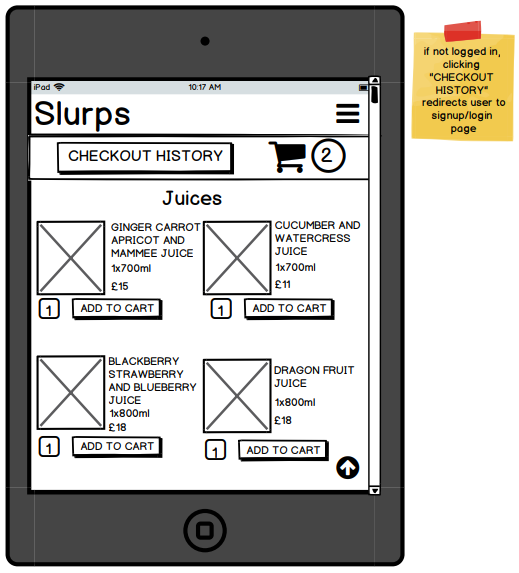 if not logged in,
clicking
"CHECKOUT
HISTORY"
redirects user to
signup/login
page
iPad 10:17 AM
Slurps
CHECKOUT HISTORY 2
Juices
GINGER CARROT
APRICOT AND
MAMMEE JUICE
1x700ml
£15
1 ADD TO CART
CUCUMBER AND
WATERCRESS
JUICE
1x700ml
£11
1 ADD TO CART
BLACKBERRY
STRAWBERRY
AND BLUEBERRY
JUICE
1x800ml
£18
1 ADD TO CART
DRAGON FRUIT
JUICE
1x800ml
£18
1 ADD TO CART